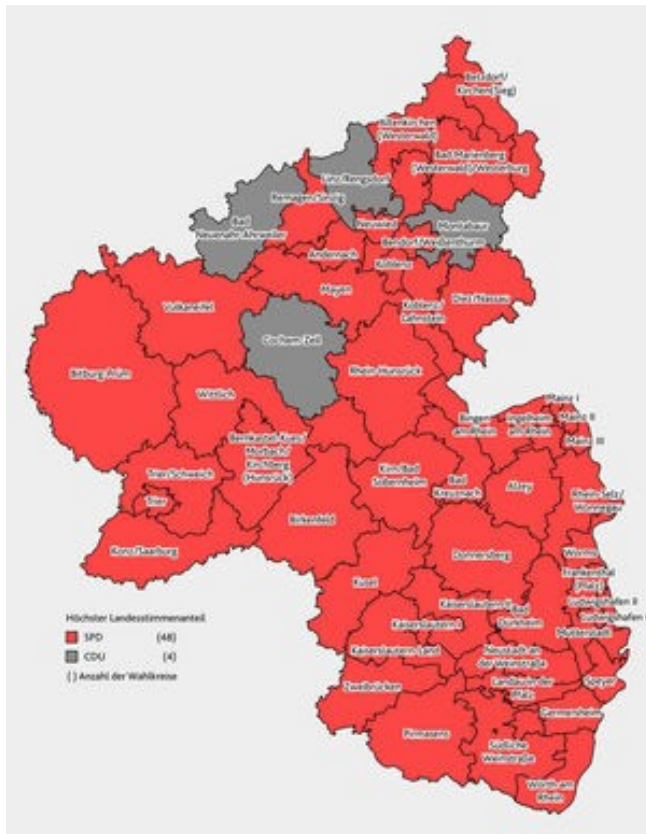 Betzdorf/
Kirchen(Sieg)
Altenkirchen
(Westerwald)
Bad Marienberg
(Westerwald)/Westerburg
Linz/Rengsdorf
Remagen/Sinzig
Bad
Neuenahr-Ahrweiler
Neuwied
Montabaur
Bendorf/Weißenthurm
Andernach
Koblenz
Mayen
Koblenz/
Lahnstein
Diez/Nassau
Vulkaneifel
Cochem-Zell
Rhein-Hunsrück
Bitburg-Prüm
Wittlich
Mainz I
Mainz II
Mainz III
Bingen
am Rhein
Ingelheim
am Rhein
Bernkastel-Kues/
Morbach/
Kirchberg
(Hunsrück)
Kirn/Bad
Sobernheim
Bad
Kreuznach
Alzey
Rhein-Selz/
Wonnegau
Trier/Schweich
Trier
Birkenfeld
Konz/Saarburg
Donnersberg
Worms
Kusel
Frankenthal
(Pfalz)
Ludwigshafen II
Ludwigshafen I
Mutterstadt
Kaiserslautern II
Kaiserslautern I
Bad
Dürkheim
Kaiserslautern-Land
Neustadt an
der Weinstraße
Speyer
Landau in der
Pfalz
Zweibrücken
Germersheim
Pirmasens
Südliche
Weinstraße
Wörth am
Rhein
Höchster Landesstimmenanteil
SPD (48)
CDU (4)
( ) Anzahl der Wahlkreise